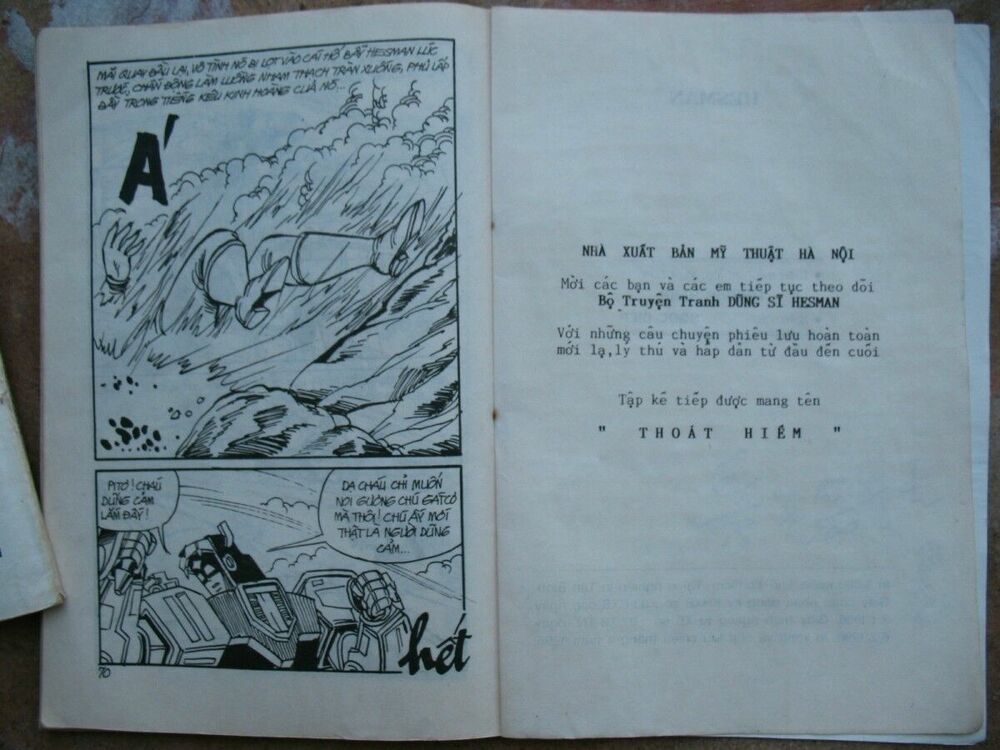 MẢI QUAY ĐẦU LẠI, VÔ TÌNH NÓ BỊ LỌT VÀO CÁI HỐ BẪY HESMAN LÚC
TRƯỚC, CHẤN ĐỘNG LÀM LUỒNG NHAM THẠCH TRÀN XUỐNG, PHỦ LẤP
ĐẦY TRONG TIẾNG KÊU KINH HOÀNG CỦA NÓ...
Á
PITƠ! CHÁU
DŨNG CẢM
LẮM ĐẤY!
DẠ CHÁU CHỈ MUỐN
NOI GƯƠNG CHÚ GATCÔ
MÀ THÔI! CHÚ ẤY MỚI
THẬT LÀ NGƯỜI DŨNG
CẢM...
hết
70
NHÀ XUẤT BẢN MỸ THUẬT HÀ NỘI
Mời các bạn và các em tiếp tục theo dõi
Bộ Truyện Tranh DŨNG SĨ HESMAN
Với những câu chuyện phiêu lưu hoàn toàn
mới lạ, lý thú và hấp dẫn từ đầu đến cuối
Tập kế tiếp được mang tên
" THOÁT HIỂM "